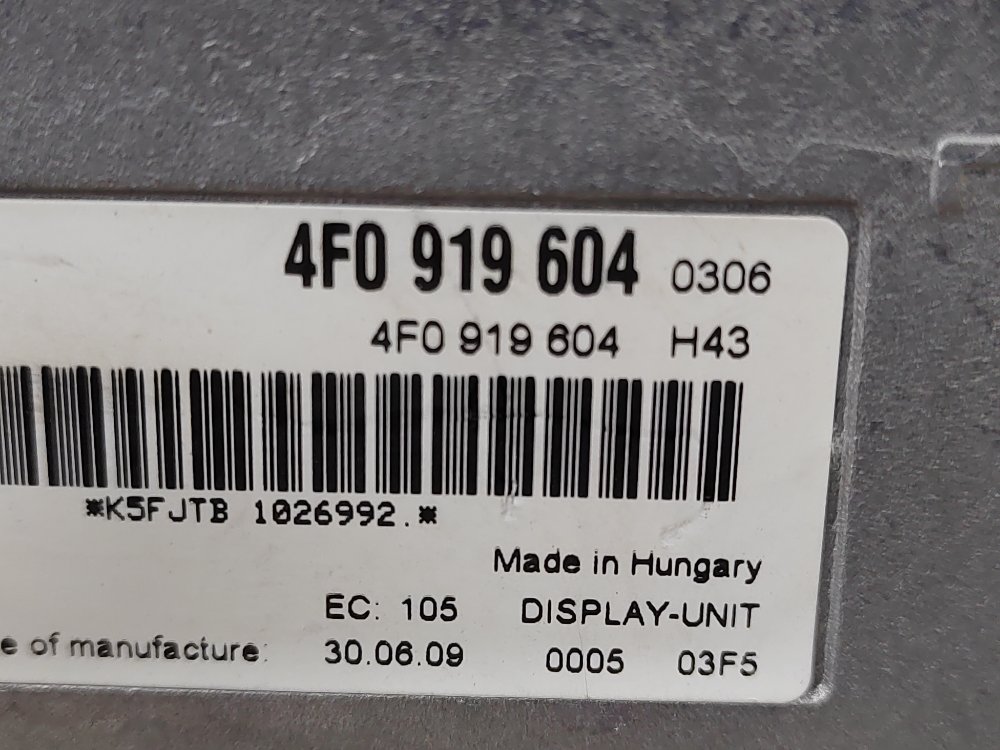 4F0 919 604 0306
4F0 919 604 H43
*K5FJTB 1026992.*
Made in Hungary
EC: 105 DISPLAY-UNIT
e of manufacture: 30.06.09 0005 03F5